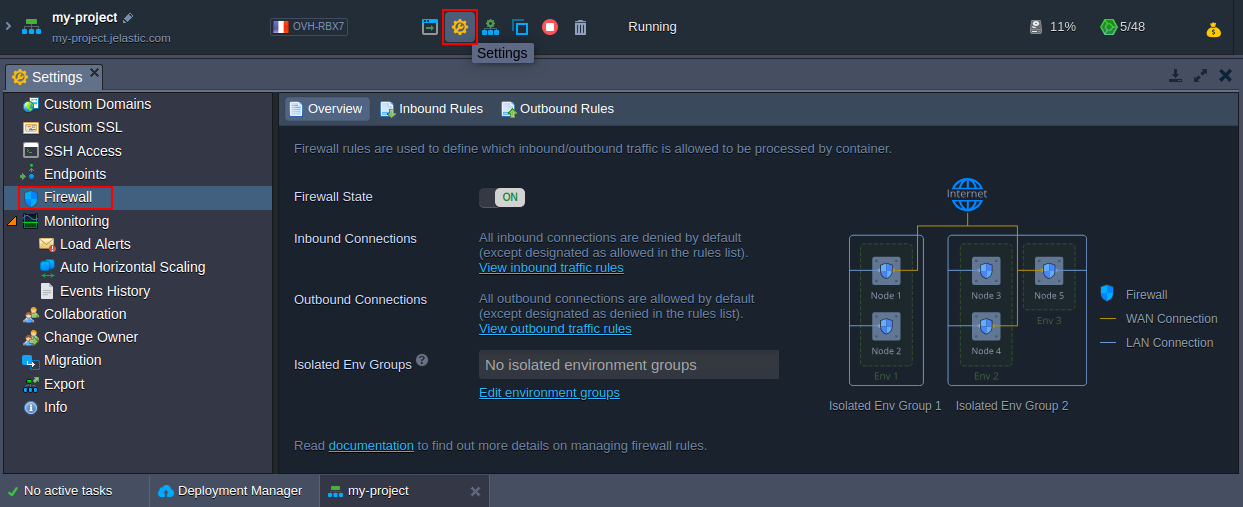 my-project
my-project.jelastic.com
OVH-RBX7
Running
11%
5/48
Settings
Settings
Custom Domains
Custom SSL
SSH Access
Endpoints
Firewall
Monitoring
Load Alerts
Auto Horizontal Scaling
Events History
Collaboration
Change Owner
Migration
Export
Info
Overview
Inbound Rules
Outbound Rules
Firewall rules are used to define which inbound/outbound traffic is allowed to be processed by container.
Firewall State
ON
Inbound Connections
All inbound connections are denied by default
(except designated as allowed in the rules list).
View inbound traffic rules
Outbound Connections
All outbound connections are allowed by default
(except designated as denied in the rules list).
View outbound traffic rules
Isolated Env Groups ?
No isolated environment groups
Edit environment groups
Read documentation to find out more details on managing firewall rules.
Internet
Node 1
Node 2
Env 1
Node 3
Node 4
Env 2
Node 5
Env 3
Isolated Env Group 1
Isolated Env Group 2
Firewall
WAN Connection
LAN Connection
No active tasks
Deployment Manager
my-project